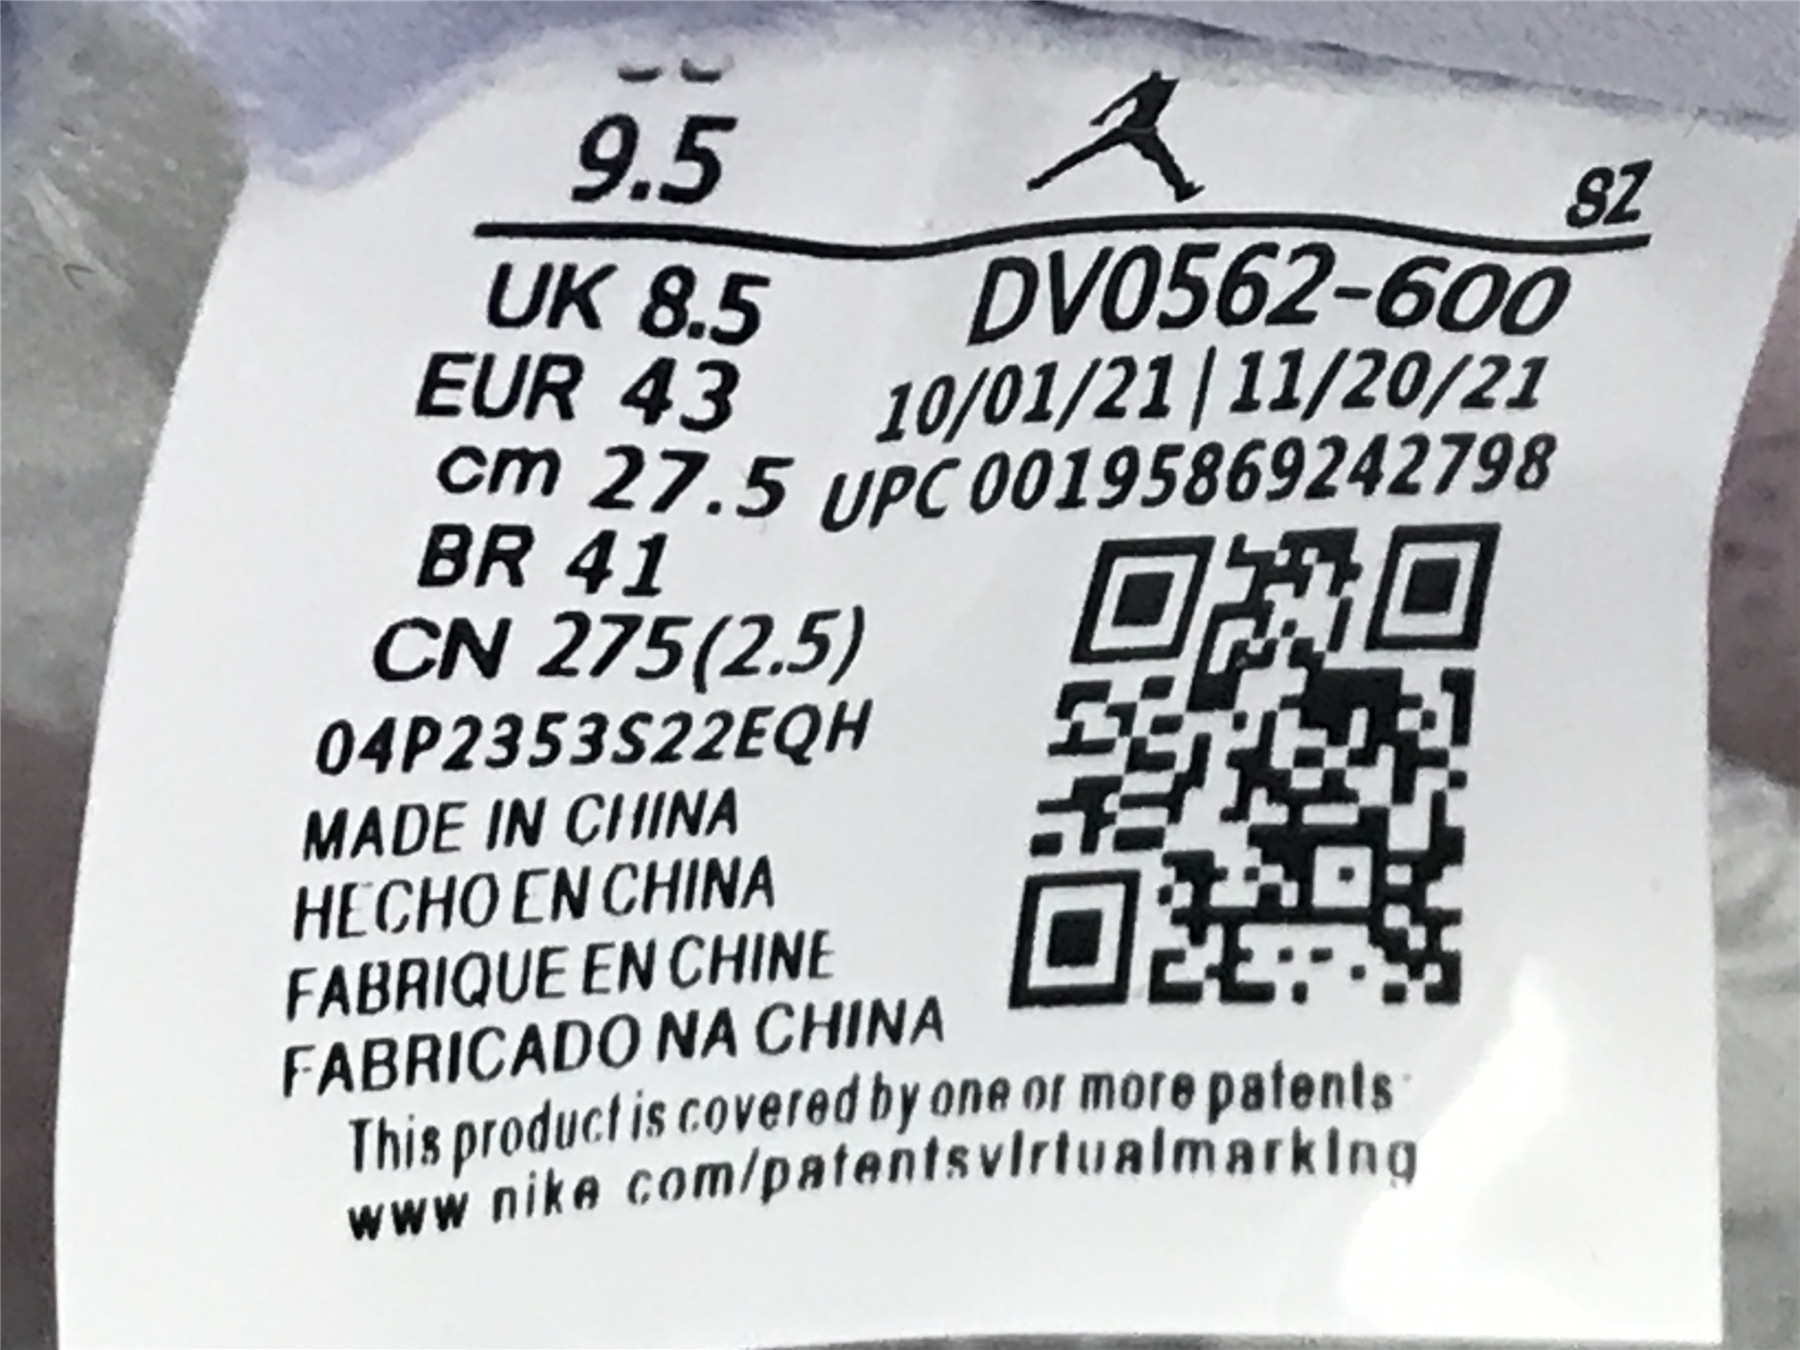 9.5
SZ
UK 8.5
DV0562-600
EUR 43
10/01/21 | 11/20/21
cm 27.5
UPC 00195869242798
BR 41
CN 275(2.5)
04P2353S22EQH
MADE IN CHINA
HECHO EN CHINA
FABRIQUE EN CHINE
FABRICADO NA CHINA
This product is covered by one or more patents
www nike com/patentsvirtualmarking